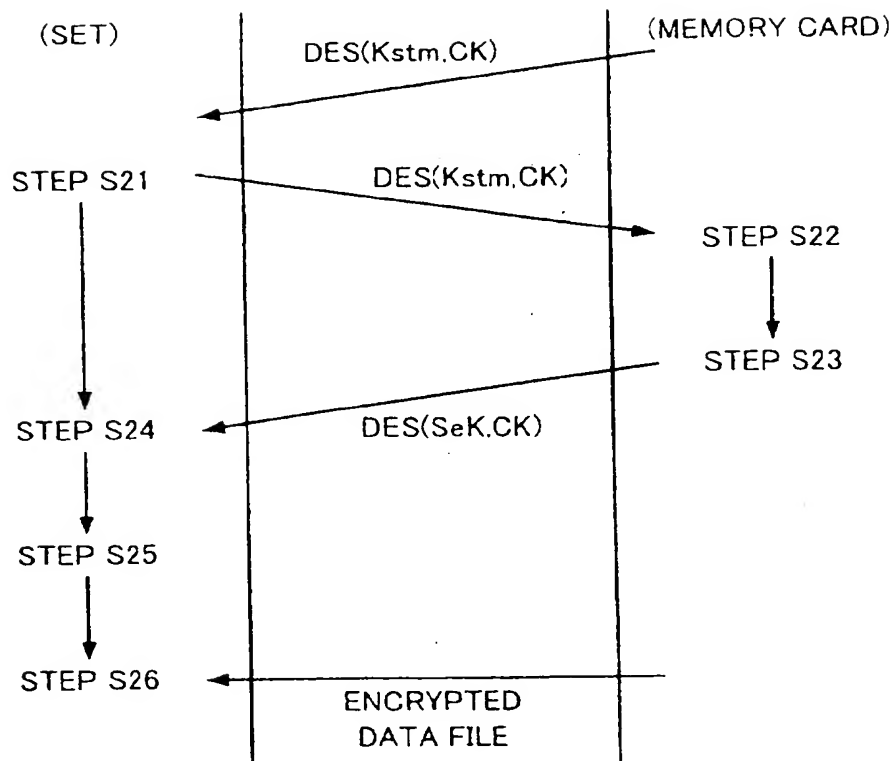 (SET)
(MEMORY CARD)
DES(Kstm,CK)
STEP S21
DES(Kstm,CK)
STEP S22
STEP S23
STEP S24
DES(SeK,CK)
STEP S25
STEP S26
ENCRYPTED
DATA FILE